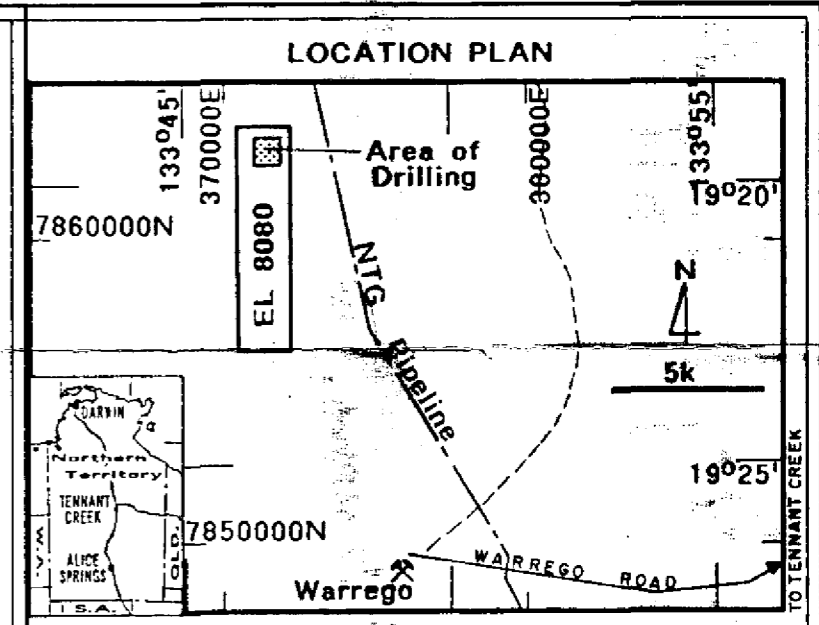 LOCATION PLAN
133°45'
370000E
380000E
133°55'
Area of
Drilling
19°20'
7860000N
EL 8080
NTG
Pipeline
N
5k
DARWIN
Northern
Territory
TENNANT
CREEK
ALICE
SPRINGS
W.A.
QLD.
S.A.
19°25'
7850000N
WARREGO ROAD
Warrego
TO TENNANT CREEK